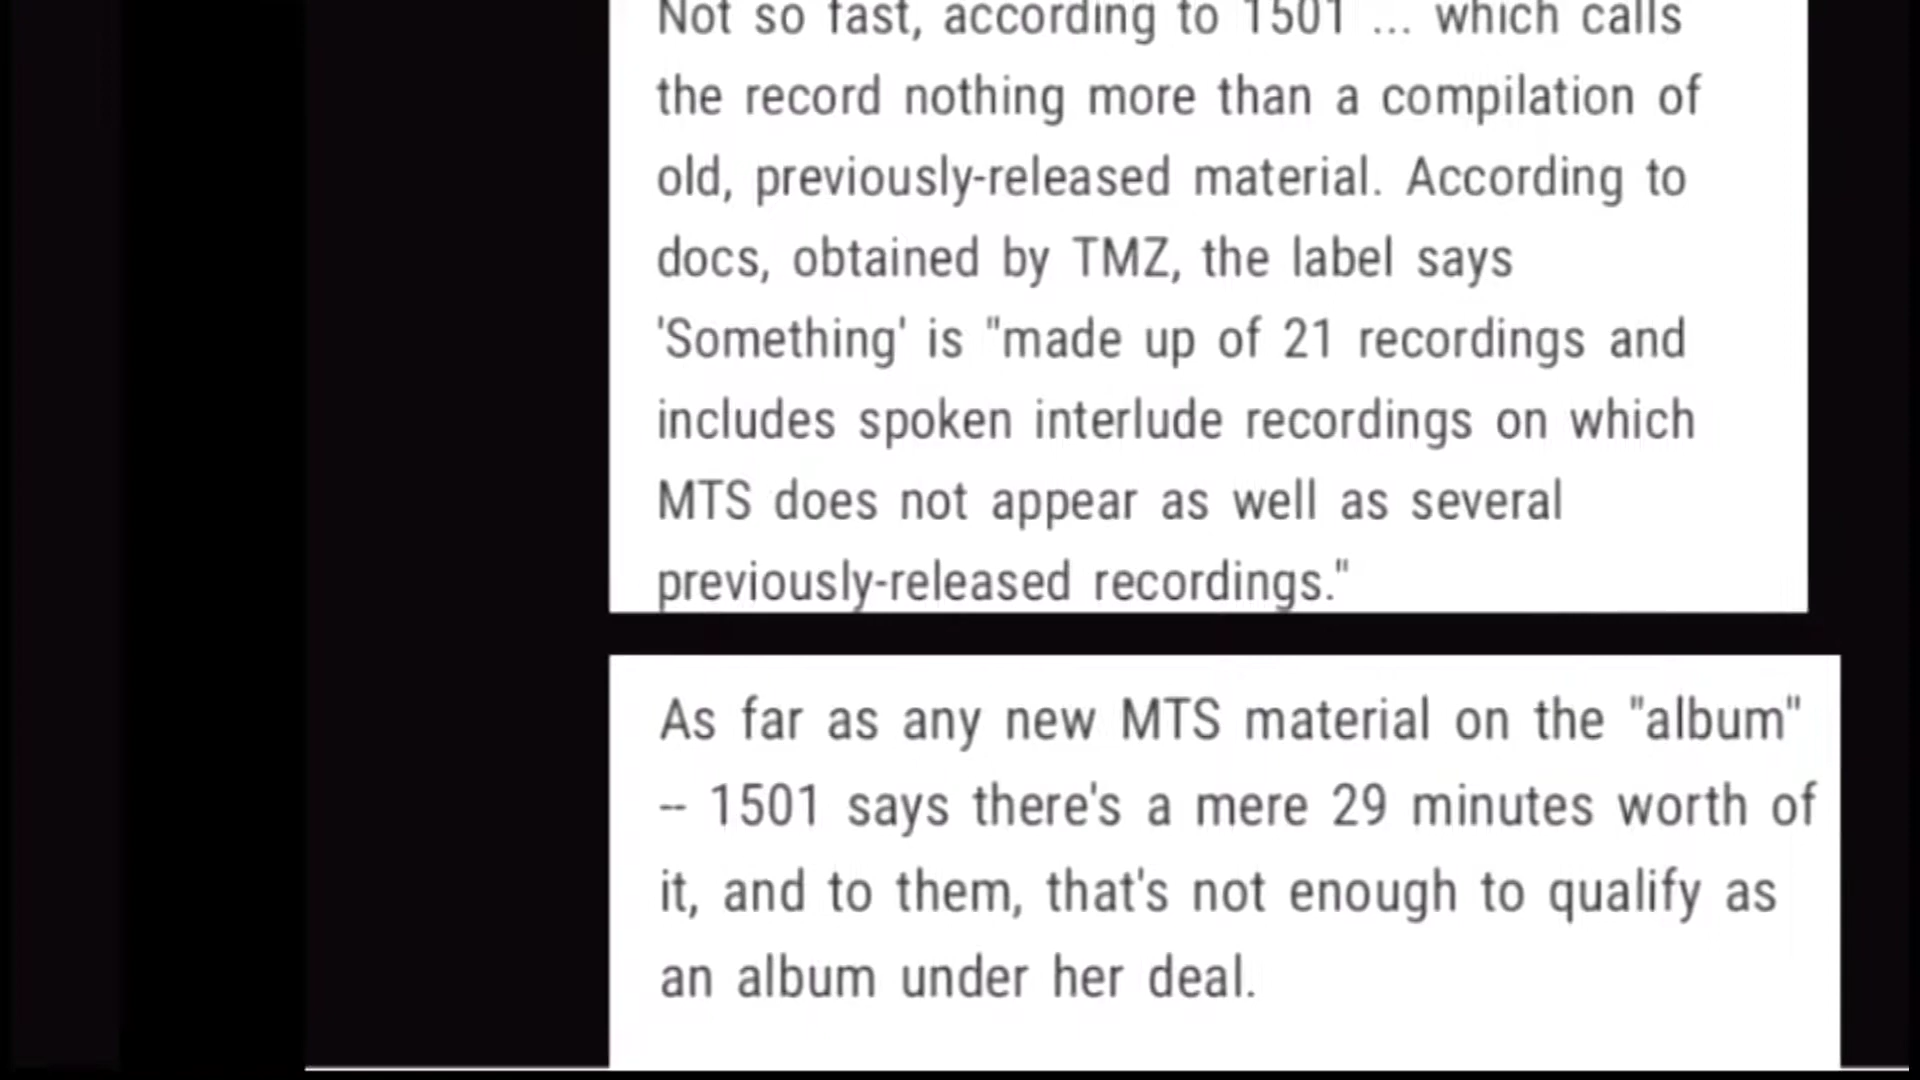 Not so fast, according to 1501 ... which calls
the record nothing more than a compilation of
old, previously-released material. According to
docs, obtained by TMZ, the label says
'Something' is "made up of 21 recordings and
includes spoken interlude recordings on which
MTS does not appear as well as several
previously-released recordings."
As far as any new MTS material on the "album"
-- 1501 says there's a mere 29 minutes worth of
it, and to them, that's not enough to qualify as
an album under her deal.